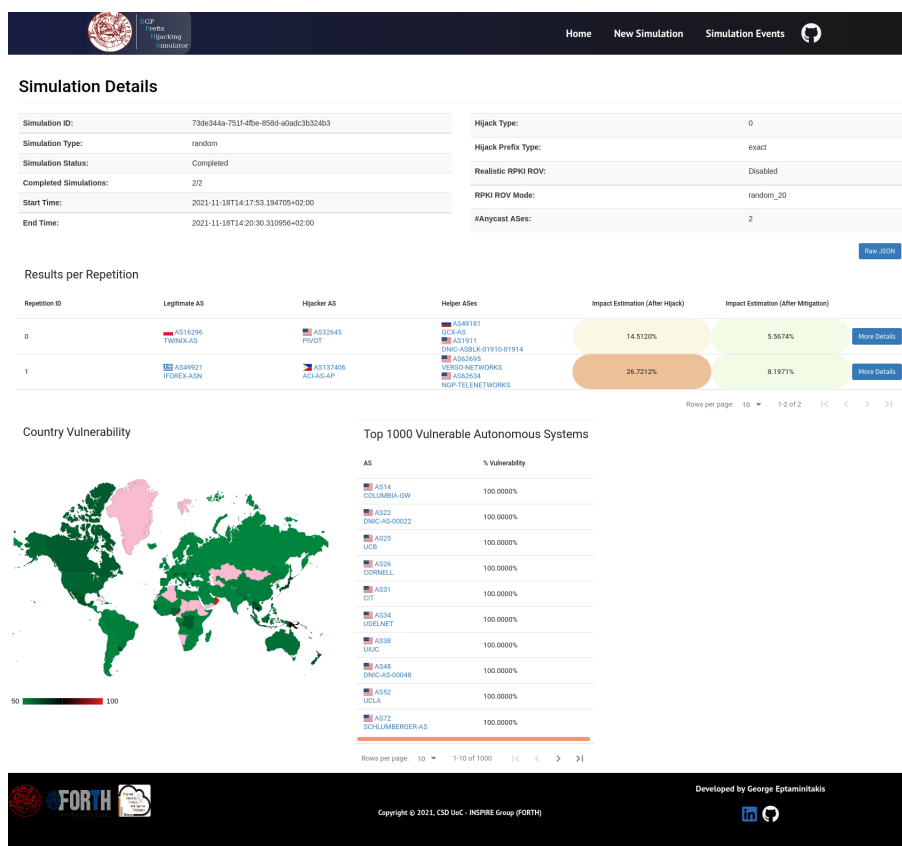 BGP
Prefix
Hijacking
Simulator
Home New Simulation Simulation Events
Simulation Details
Simulation ID: 73de344a-751f-4fbe-858d-a0adc3b324b3
Simulation Type: random
Simulation Status: Completed
Completed Simulations: 2/2
Start Time: 2021-11-18T14:17:53.194705+02:00
End Time: 2021-11-18T14:20:30.310956+02:00
Hijack Type: 0
Hijack Prefix Type: exact
Realistic RPKI ROV: Disabled
RPKI ROV Mode: random_20
#Anycast ASes: 2
Raw JSON
Results per Repetition
Repetition ID Legitimate AS Hijacker AS Helper ASes Impact Estimation (After Hijack) Impact Estimation (After Mitigation)
0 AS16296 TWINIX-AS AS32645 PIVOT AS49181 GCX-AS AS1911 DNIC-ASBLK-01910-01914 14.5120% 5.5674% More Details
1 AS49921 IFOREX-ASN AS137406 ACI-AS-AP AS62695 VERSO-NETWORKS AS62634 NGP-TELENETWORKS 26.7212% 8.1971% More Details
Rows per page: 10 1-2 of 2
Country Vulnerability
50 100
Top 1000 Vulnerable Autonomous Systems
AS % Vulnerability
AS14 COLUMBIA-GW 100.0000%
AS22 DNIC-AS-00022 100.0000%
AS25 UCB 100.0000%
AS26 CORNELL 100.0000%
AS31 CIT 100.0000%
AS34 UDELNET 100.0000%
AS38 UIUC 100.0000%
AS48 DNIC-AS-00048 100.0000%
AS52 UCLA 100.0000%
AS72 SCHLUMBERGER-AS 100.0000%
Rows per page: 10 1-10 of 1000
FORTH
Copyright © 2021, CSD UoC - INSPIRE Group (FORTH)
Developed by George Eptaminitakis
in